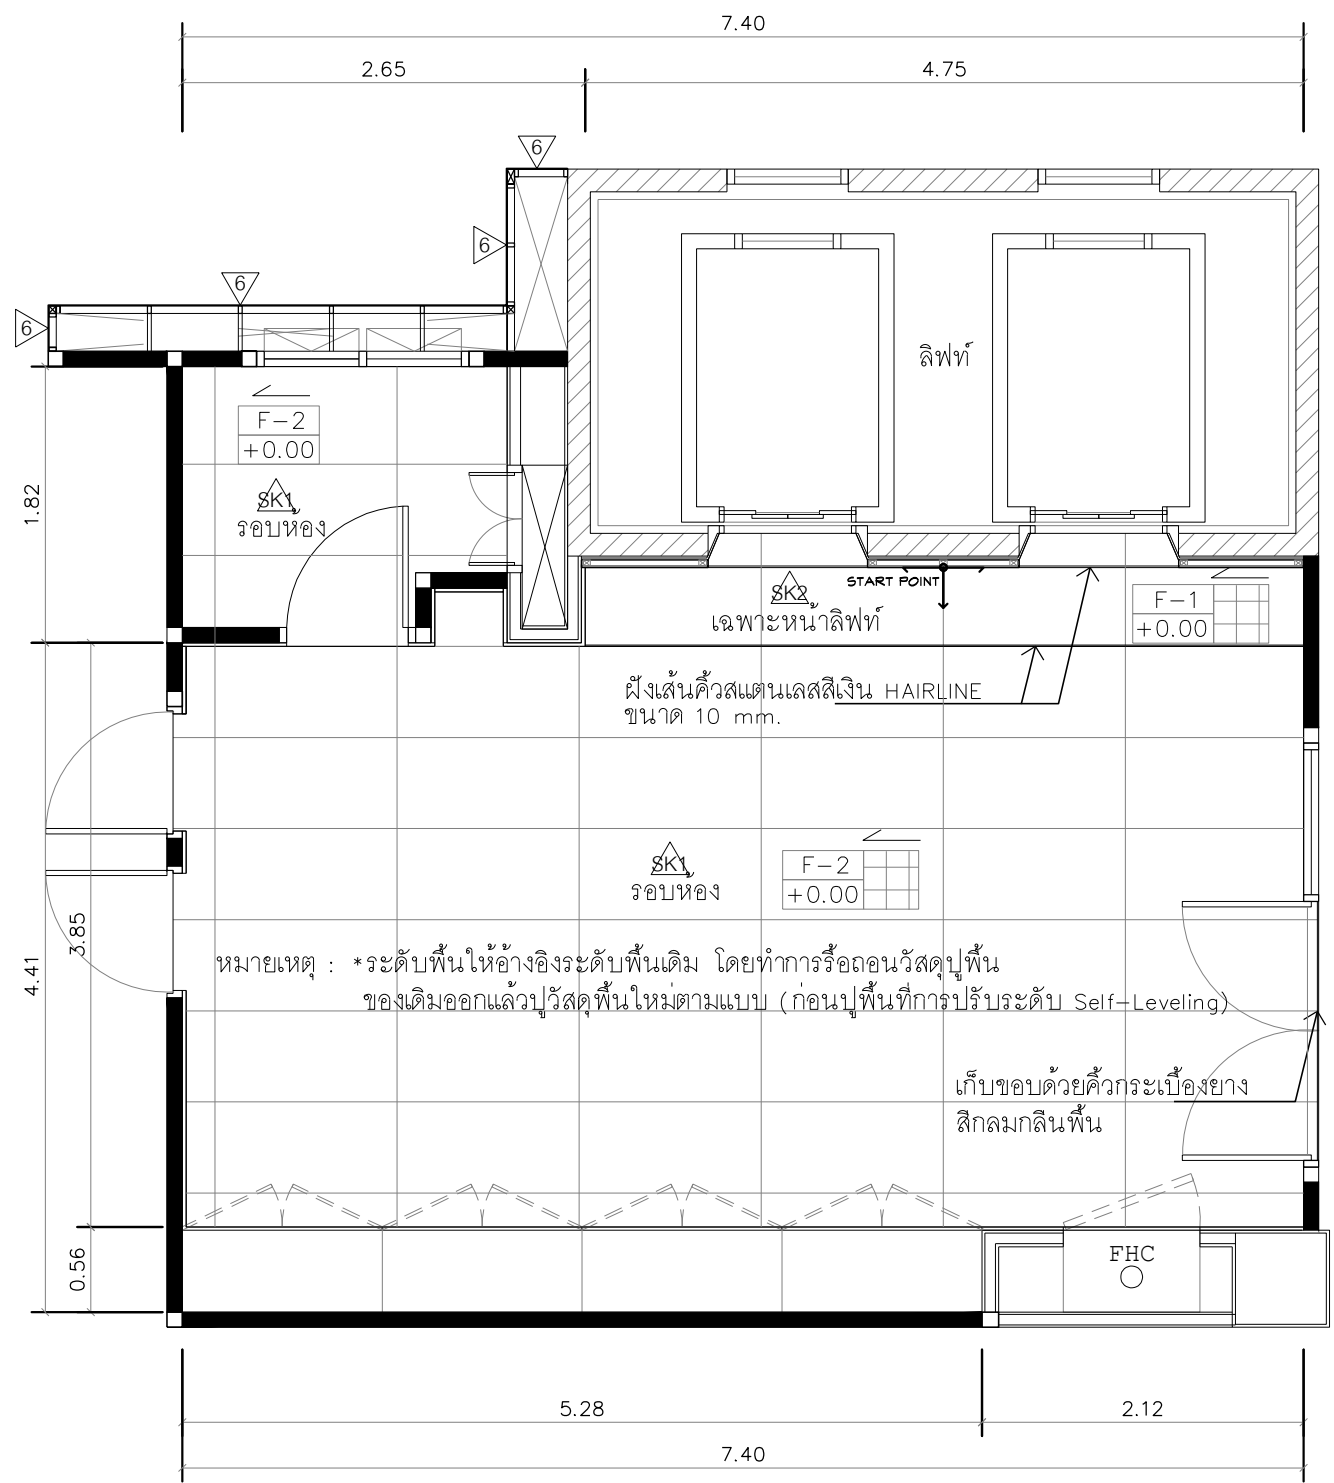 7.40
2.65
4.75
6
6
6
6
ลิฟท์
F-2
+0.00
SK1
รอบห้อง
1.82
START POINT
SK2
เฉพาะหน้าลิฟท์
F-1
+0.00
ฝังเส้นคิ้วสแตนเลสสีเงิน HAIRLINE
ขนาด 10 mm.
SK1
รอบห้อง
F-2
+0.00
3.85
4.41
หมายเหตุ : *ระดับพื้นให้อ้างอิงระดับพื้นเดิม โดยทำการรื้อถอนวัสดุปูพื้น
ของเดิมออกแล้วปูวัสดุพื้นใหม่ตามแบบ (ก่อนปูพื้นที่การปรับระดับ Self-Leveling)
เก็บขอบด้วยคิ้วกระเบื้องยาง
สีกลมกลืนพื้น
0.56
FHC
5.28
2.12
7.40